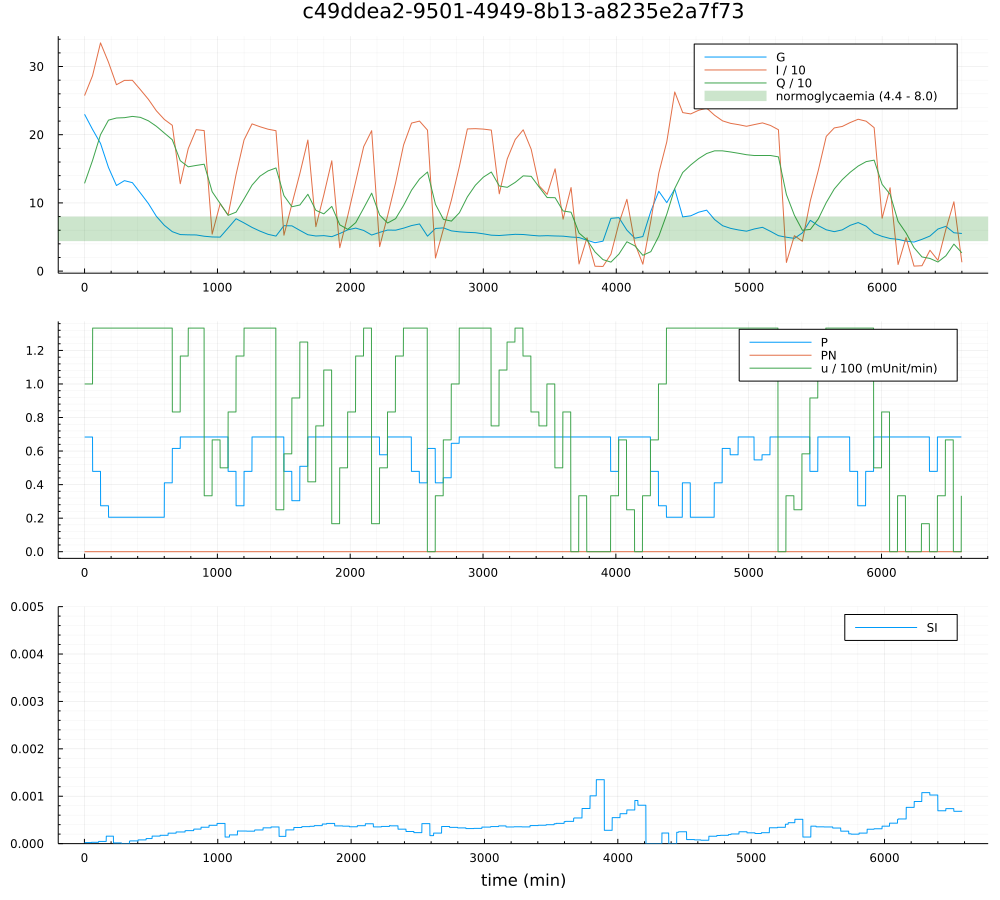 c49ddea2-9501-4949-8b13-a8235e2a7f73
G
I / 10
Q / 10
normoglycaemia (4.4 - 8.0)
30
20
10
0
0 1000 2000 3000 4000 5000 6000
P
PN
u / 100 (mUnit/min)
1.2
1.0
0.8
0.6
0.4
0.2
0.0
0 1000 2000 3000 4000 5000 6000
0.005
SI
0.004
0.003
0.002
0.001
0.000
0 1000 2000 3000 4000 5000 6000
time (min)